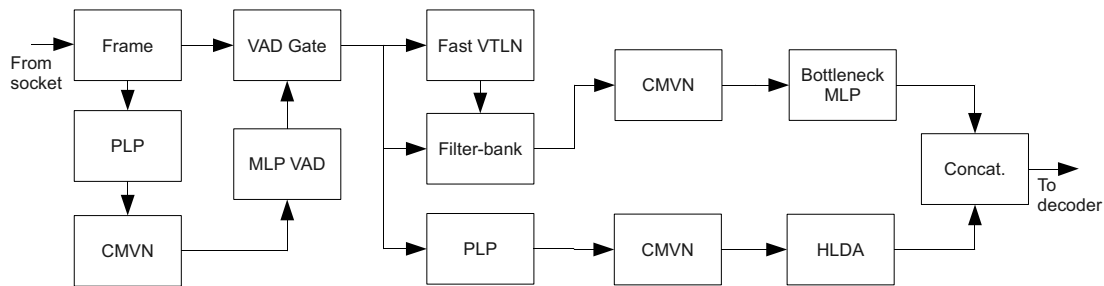 From
socket
Frame
VAD Gate
Fast VTLN
PLP
MLP VAD
Filter-bank
CMVN
Bottleneck
MLP
CMVN
PLP
CMVN
HLDA
Concat.
To
decoder